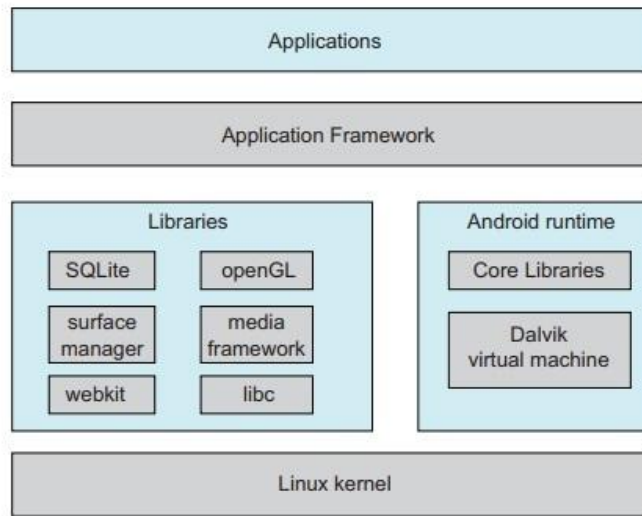 Applications
Application Framework
Libraries
SQLite
openGL
surface
manager
media
framework
webkit
libc
Android runtime
Core Libraries
Dalvik
virtual machine
Linux kernel